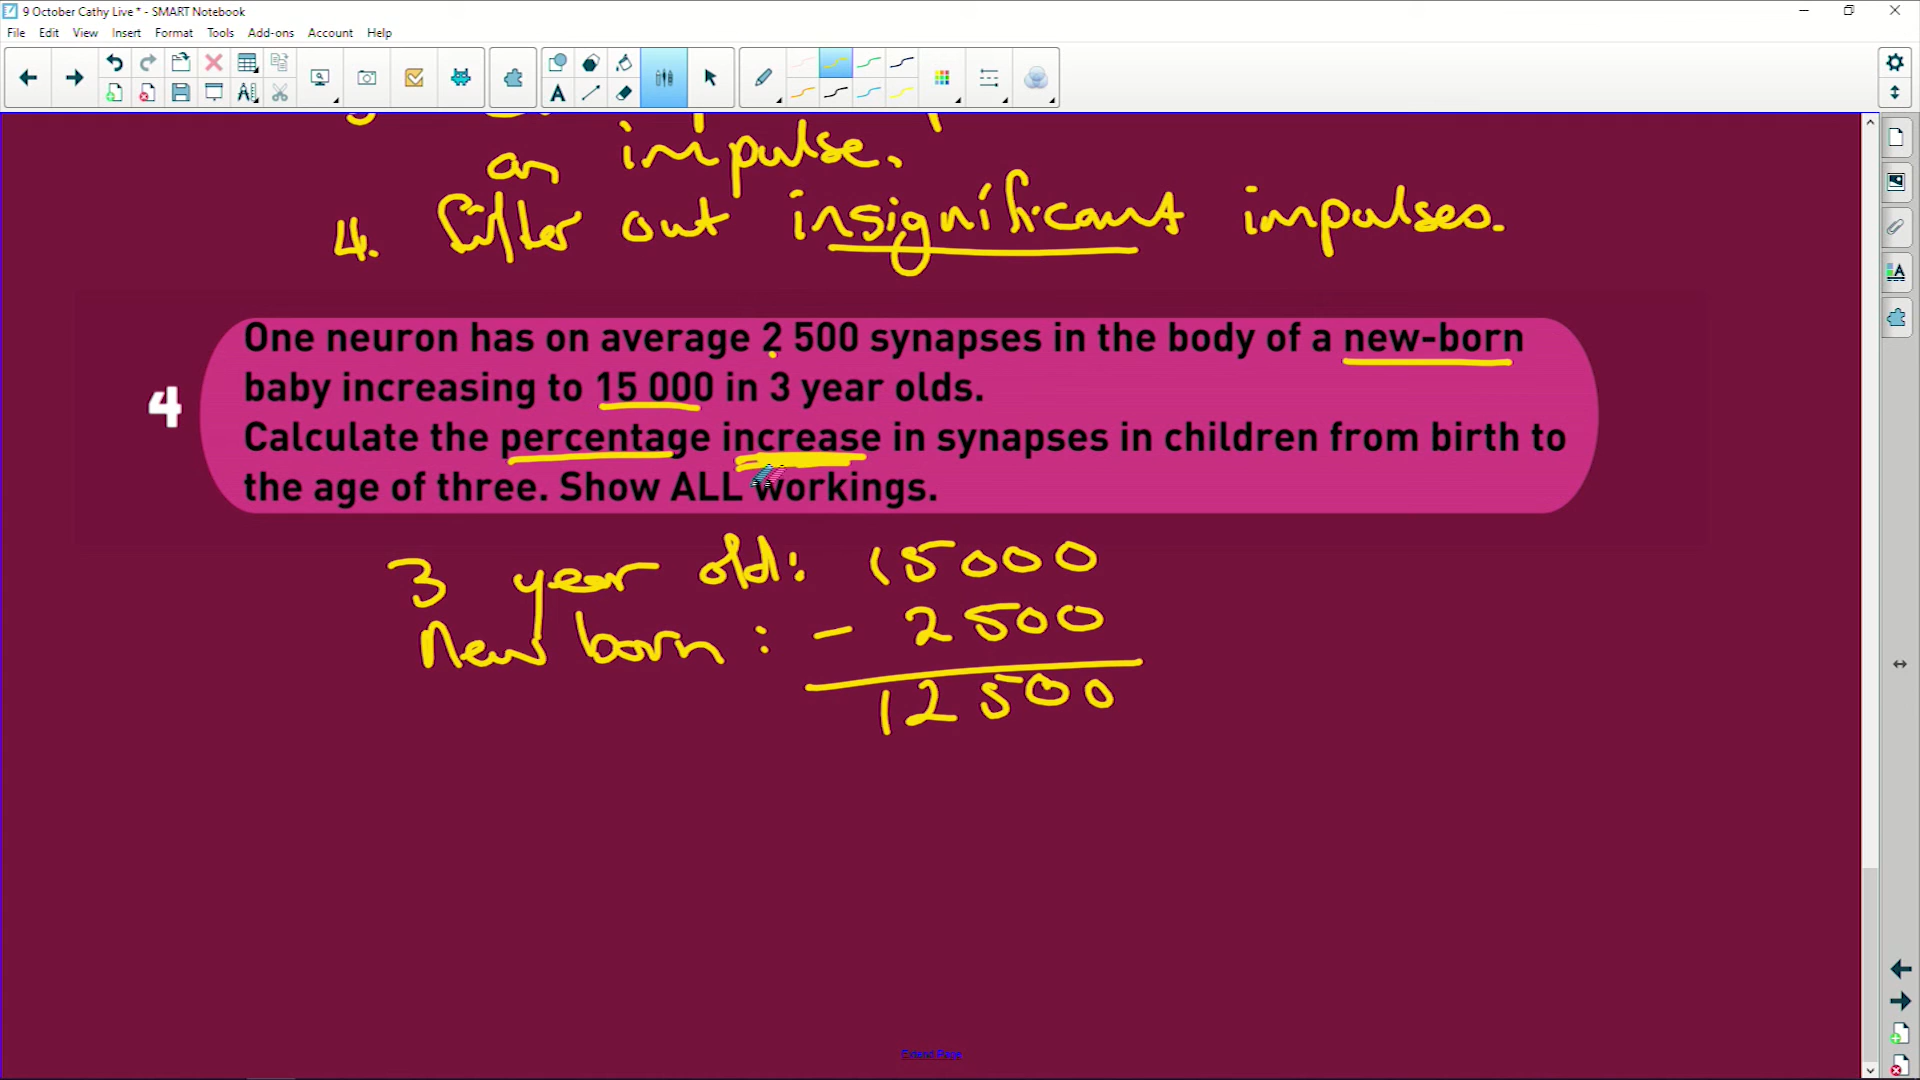 9 October Cathy Live * - SMART Notebook
File Edit View Insert Format Tools Add-ons Account Help
an impulse.
4. filter out insignificant impulses.
4
One neuron has on average 2 500 synapses in the body of a new-born
baby increasing to 15 000 in 3 year olds.
Calculate the percentage increase in synapses in children from birth to
the age of three. Show ALL workings.
3 year old: 15000
New born : - 2500
12500
Extend Page